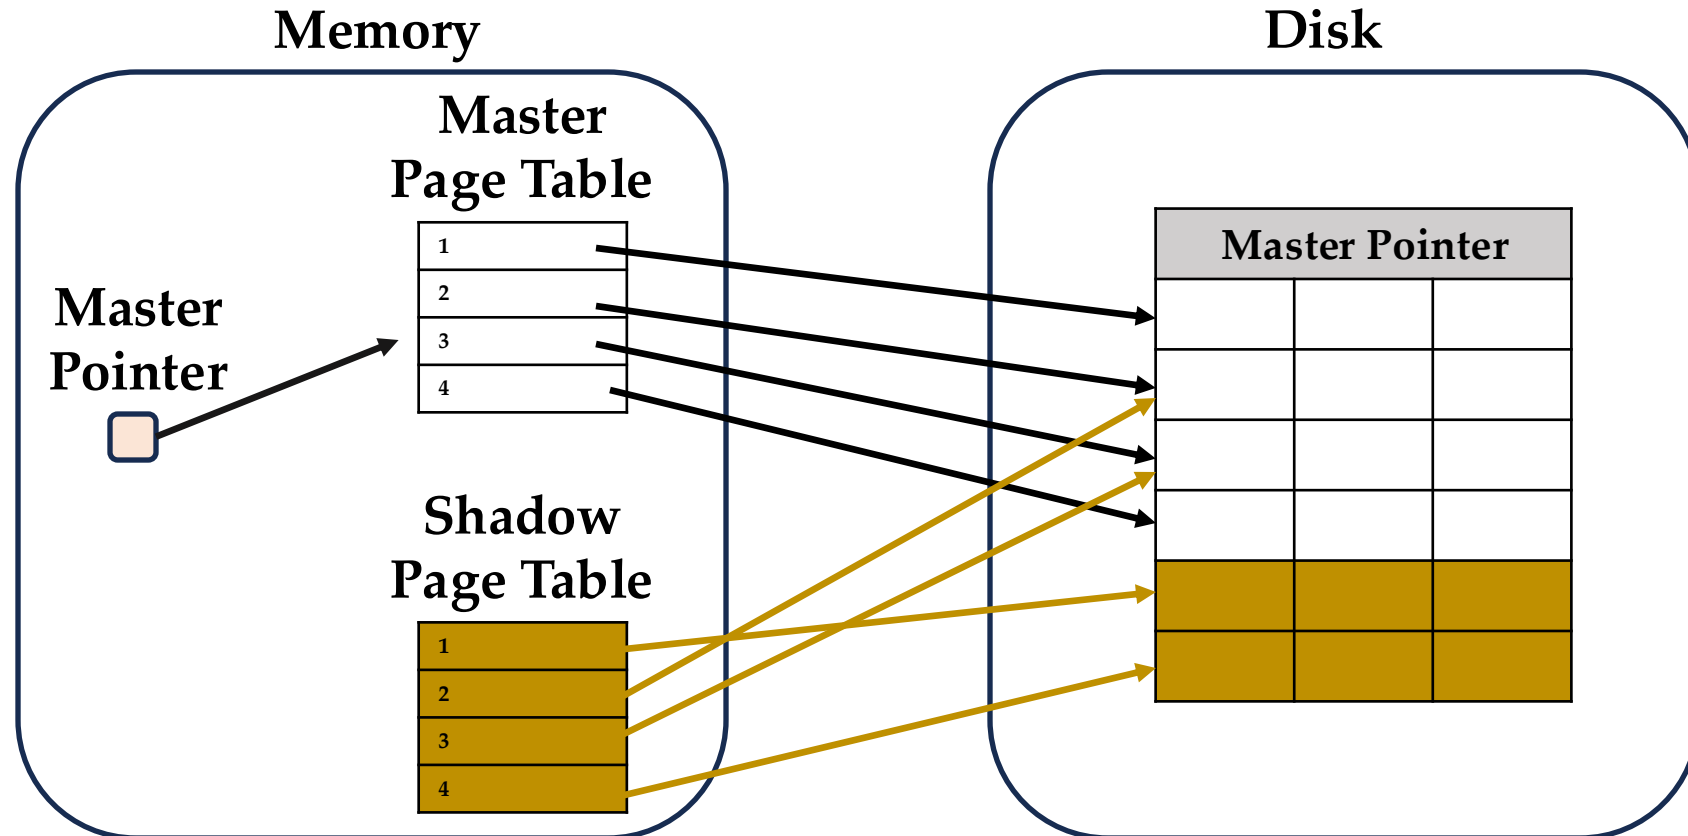 Memory
Disk
Master
Page Table
1
2
3
4
Master
Pointer
Master Pointer
Shadow
Page Table
1
2
3
4